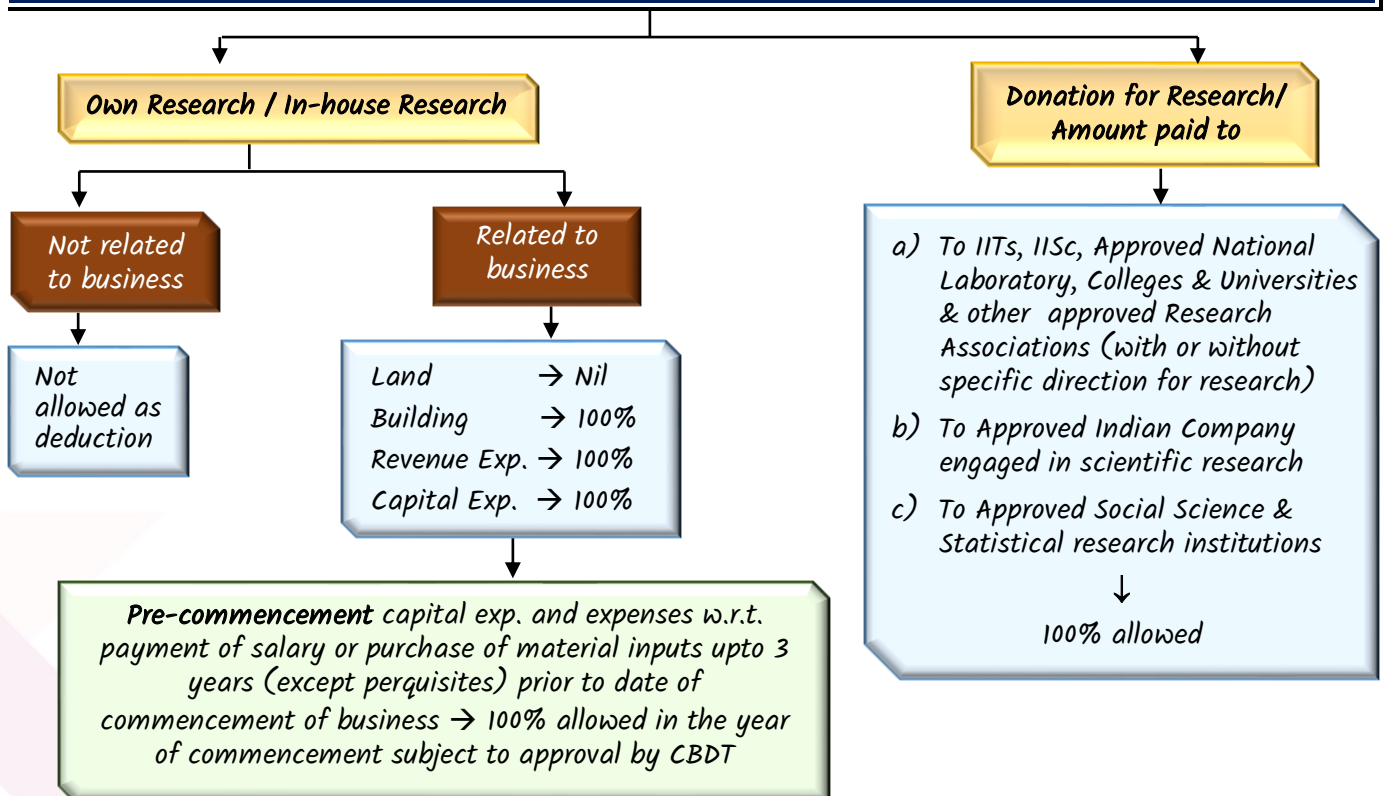 Own Research / In-house Research
Donation for Research/
Amount paid to
Not related
to business
Related to
business
Not
allowed as
deduction
Land → Nil
Building → 100%
Revenue Exp. → 100%
Capital Exp. → 100%
Pre-commencement capital exp. and expenses w.r.t.
payment of salary or purchase of material inputs upto 3
years (except perquisites) prior to date of
commencement of business → 100% allowed in the year
of commencement subject to approval by CBDT
a) To IITs, IISc, Approved National
Laboratory, Colleges & Universities
& other approved Research
Associations (with or without
specific direction for research)
b) To Approved Indian Company
engaged in scientific research
c) To Approved Social Science &
Statistical research institutions
↓
100% allowed